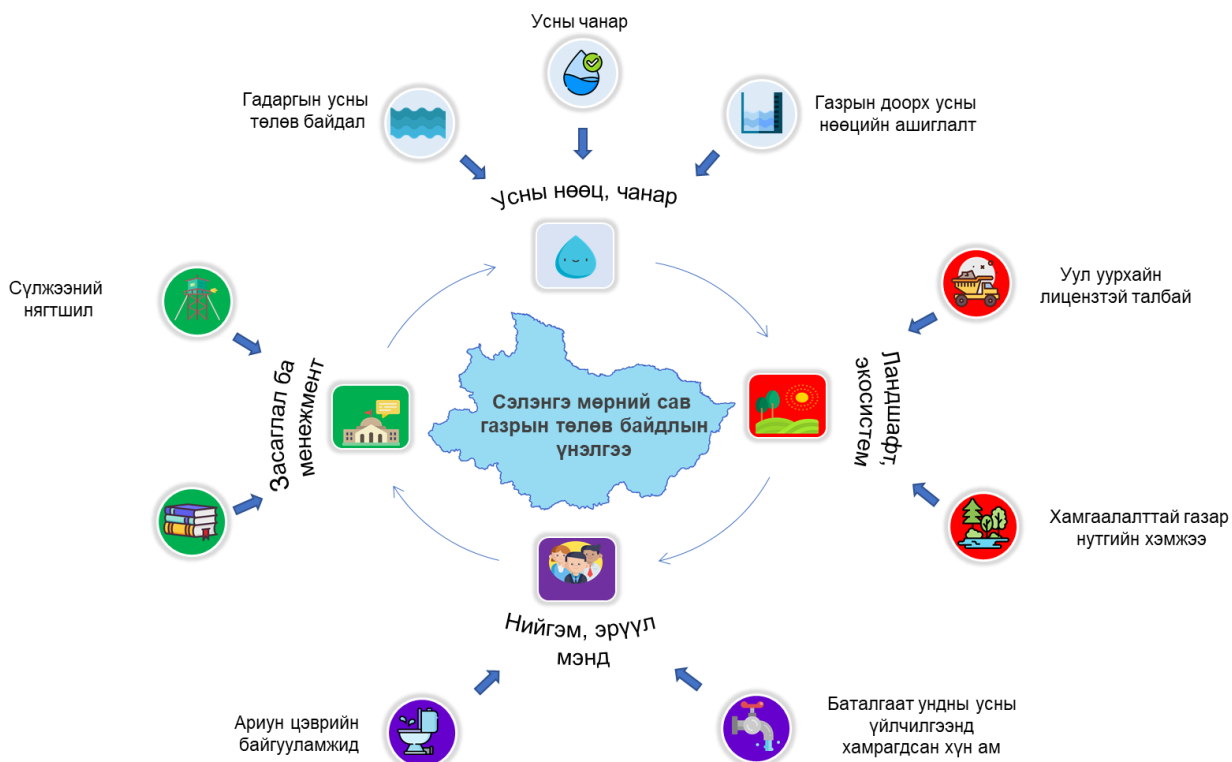 Усны чанар
Гадаргын усны
төлөв байдал
Газрын доорх усны
нөөцийн ашиглалт
Усны нөөц, чанар
Сүлжээний
нягтшил
Уул уурхайн
лицензтэй талбай
Засаглал ба
менежмент
Сэлэнгэ мөрний сав
газрын төлөв байдлын
үнэлгээ
Ландшафт,
экосистем
Хамгаалалттай газар
нутгийн хэмжээ
Нийгэм, эрүүл
мэнд
Ариун цэврийн
байгууламжид
Баталгаат ундны усны
үйлчилгээнд
хамрагдсан хүн ам